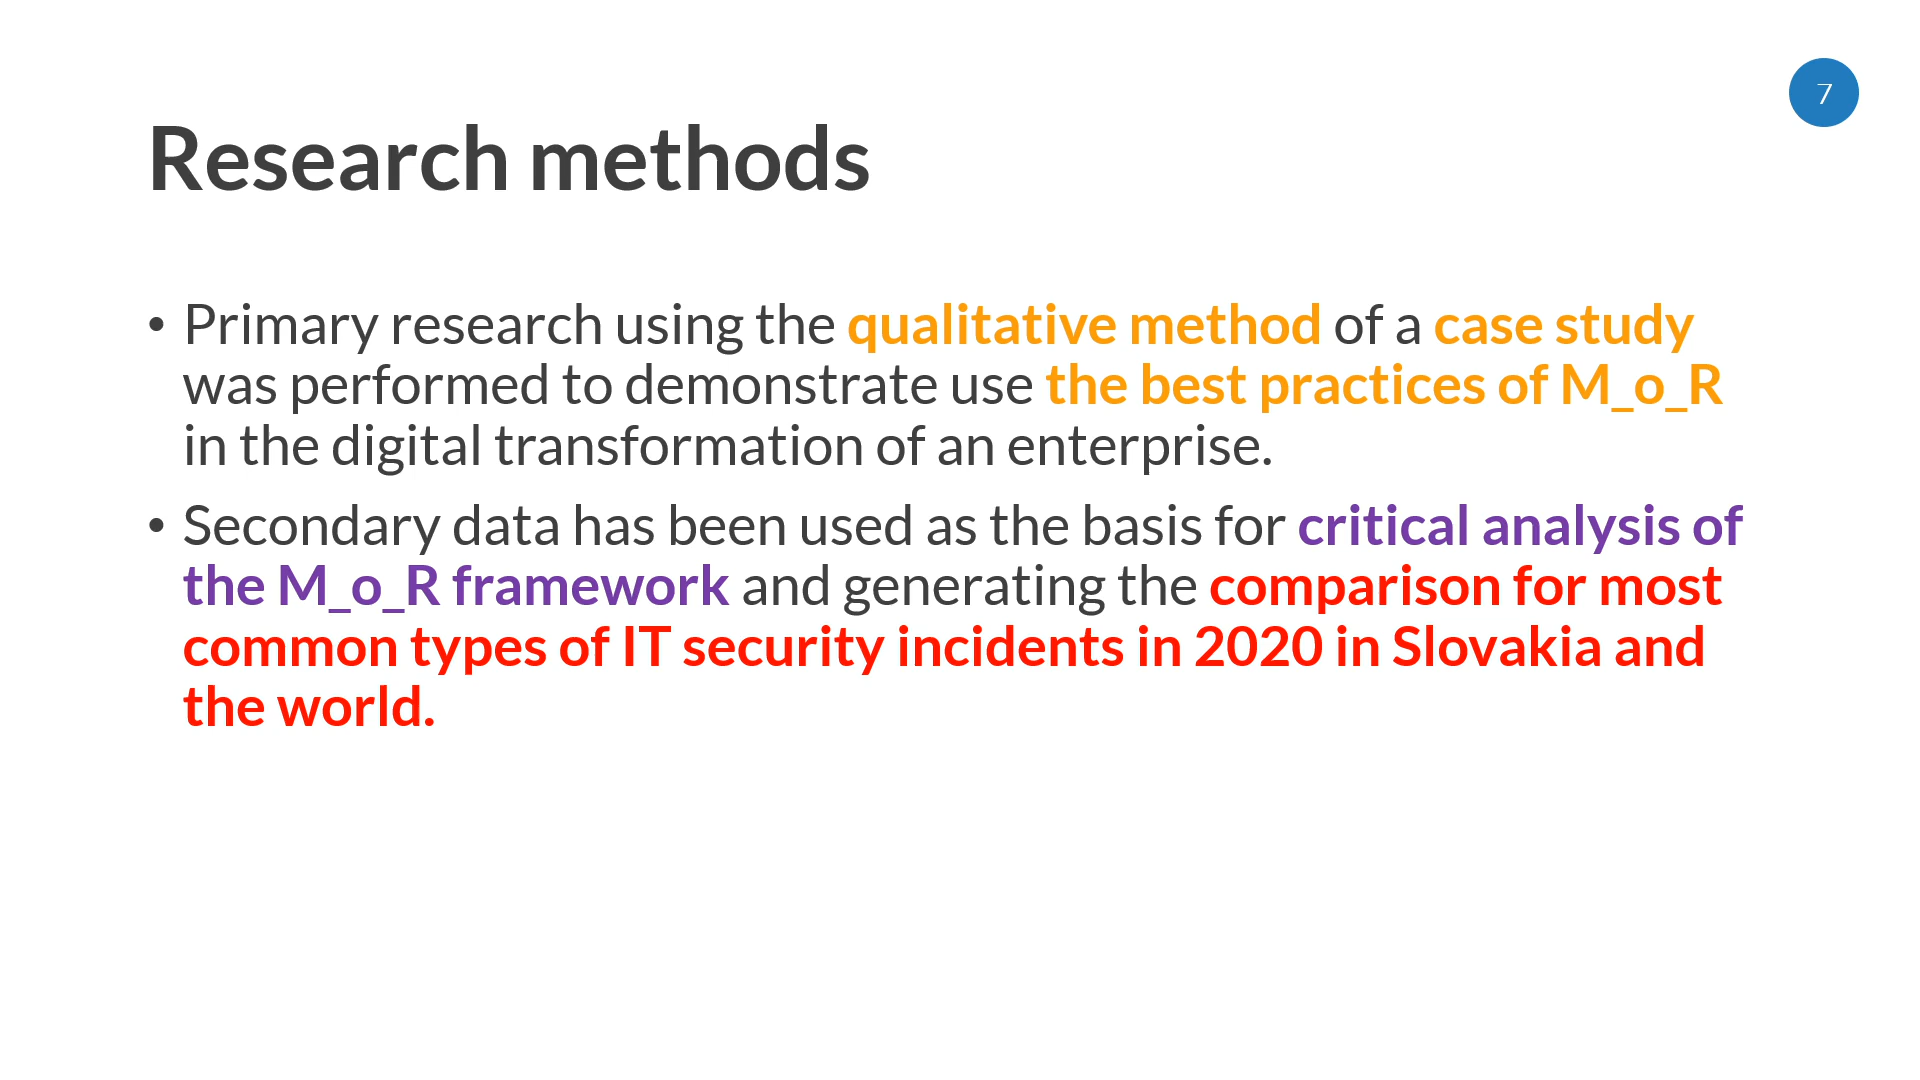 7
Research methods
• Primary research using the qualitative method of a case study
was performed to demonstrate use the best practices of M_o_R
in the digital transformation of an enterprise.
• Secondary data has been used as the basis for critical analysis of
the M_o_R framework and generating the comparison for most
common types of IT security incidents in 2020 in Slovakia and
the world.